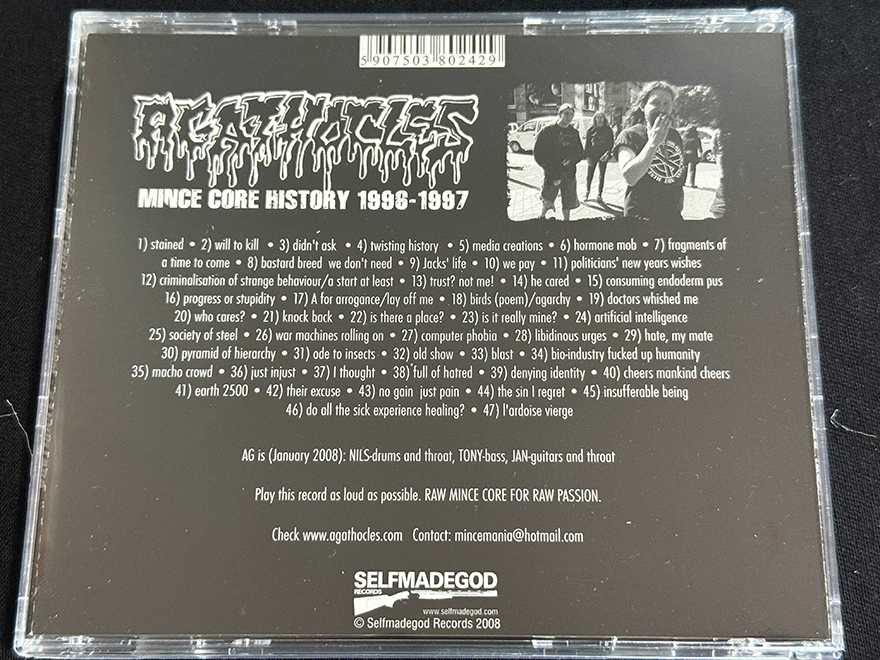 5907503 802429
AGATHOCLES
MINCE CORE HISTORY 1996-1997
1) stained • 2) will to kill • 3) didn't ask • 4) twisting history • 5) media creations • 6) hormone mob • 7) fragments of
a time to come • 8) bastard breed we don't need • 9) Jacks' life • 10) we pay • 11) politicians' new years wishes
12) criminalisation of strange behaviour/a start at least • 13) trust? not me! • 14) he cared • 15) consuming endoderm pus
16) progress or stupidity • 17) A for arrogance/lay off me • 18) birds (poem)/agarchy • 19) doctors whished me
20) who cares? • 21) knock back • 22) is there a place? • 23) is it really mine? • 24) artificial intelligence
25) society of steel • 26) war machines rolling on • 27) computer phobia • 28) libidinous urges • 29) hate, my mate
30) pyramid of hierarchy • 31) ode to insects • 32) old show • 33) blast • 34) bio-industry fucked up humanity
35) macho crowd • 36) just injust • 37) I thought • 38) full of hatred • 39) denying identity • 40) cheers mankind cheers
41) earth 2500 • 42) their excuse • 43) no gain just pain • 44) the sin I regret • 45) insufferable being
46) do all the sick experience healing? • 47) l'ardoise vierge
AG is (January 2008): NILS-drums and throat, TONY-bass, JAN-guitars and throat
Play this record as loud as possible. RAW MINCE CORE FOR RAW PASSION.
Check www.agathocles.com Contact: mincemania@hotmail.com
SELFMADEGOD
RECORDS
www.selfmadegod.com
© Selfmadegod Records 2008